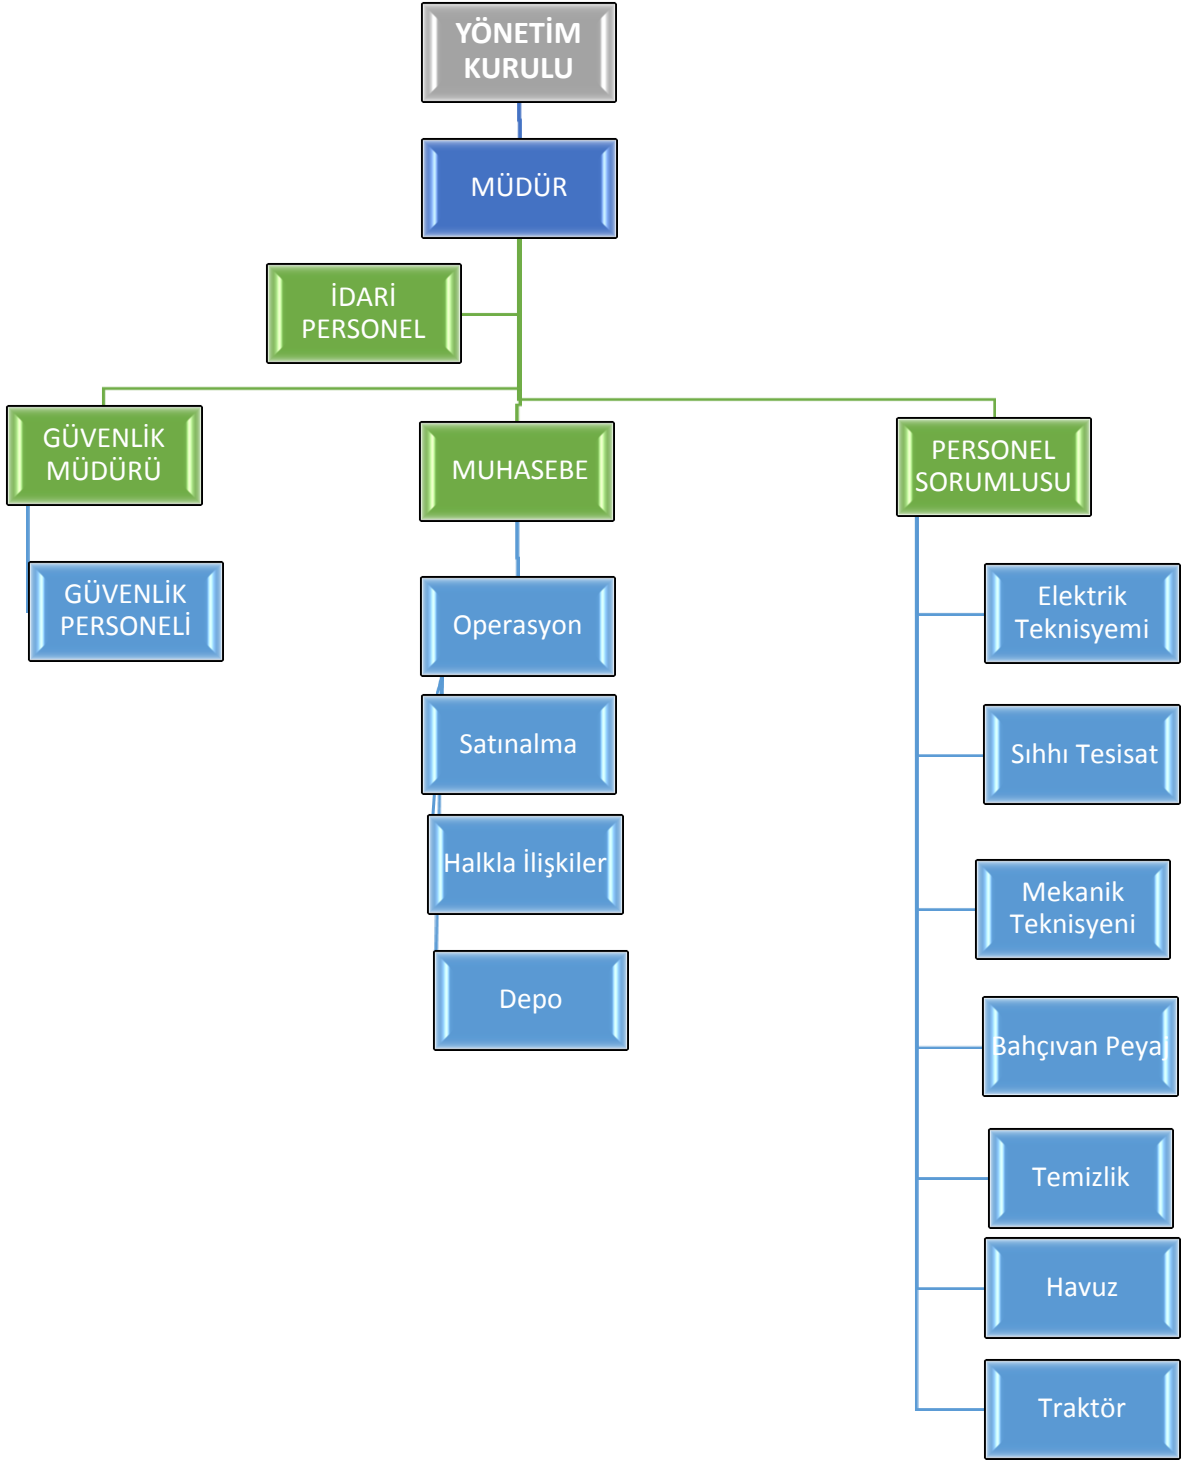 YÖNETİM
KURULU
MÜDÜR
İDARİ
PERSONEL
GÜVENLİK
MÜDÜRÜ
MUHASEBE
PERSONEL
SORUMLUSU
GÜVENLİK
PERSONELİ
Operasyon
Satınalma
Halkla İlişkiler
Depo
Elektrik
Teknisyemi
Sıhhı Tesisat
Mekanik
Teknisyeni
Bahçıvan Peyaj
Temizlik
Havuz
Traktör